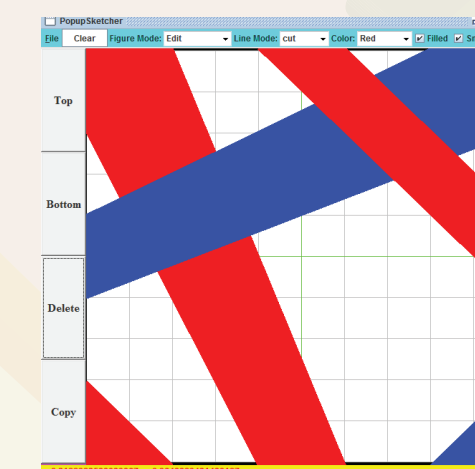 PopupSketcher
File Clear Figure Mode: Edit Line Mode: cut Color: Red Filled
Top
Bottom
Delete
Copy